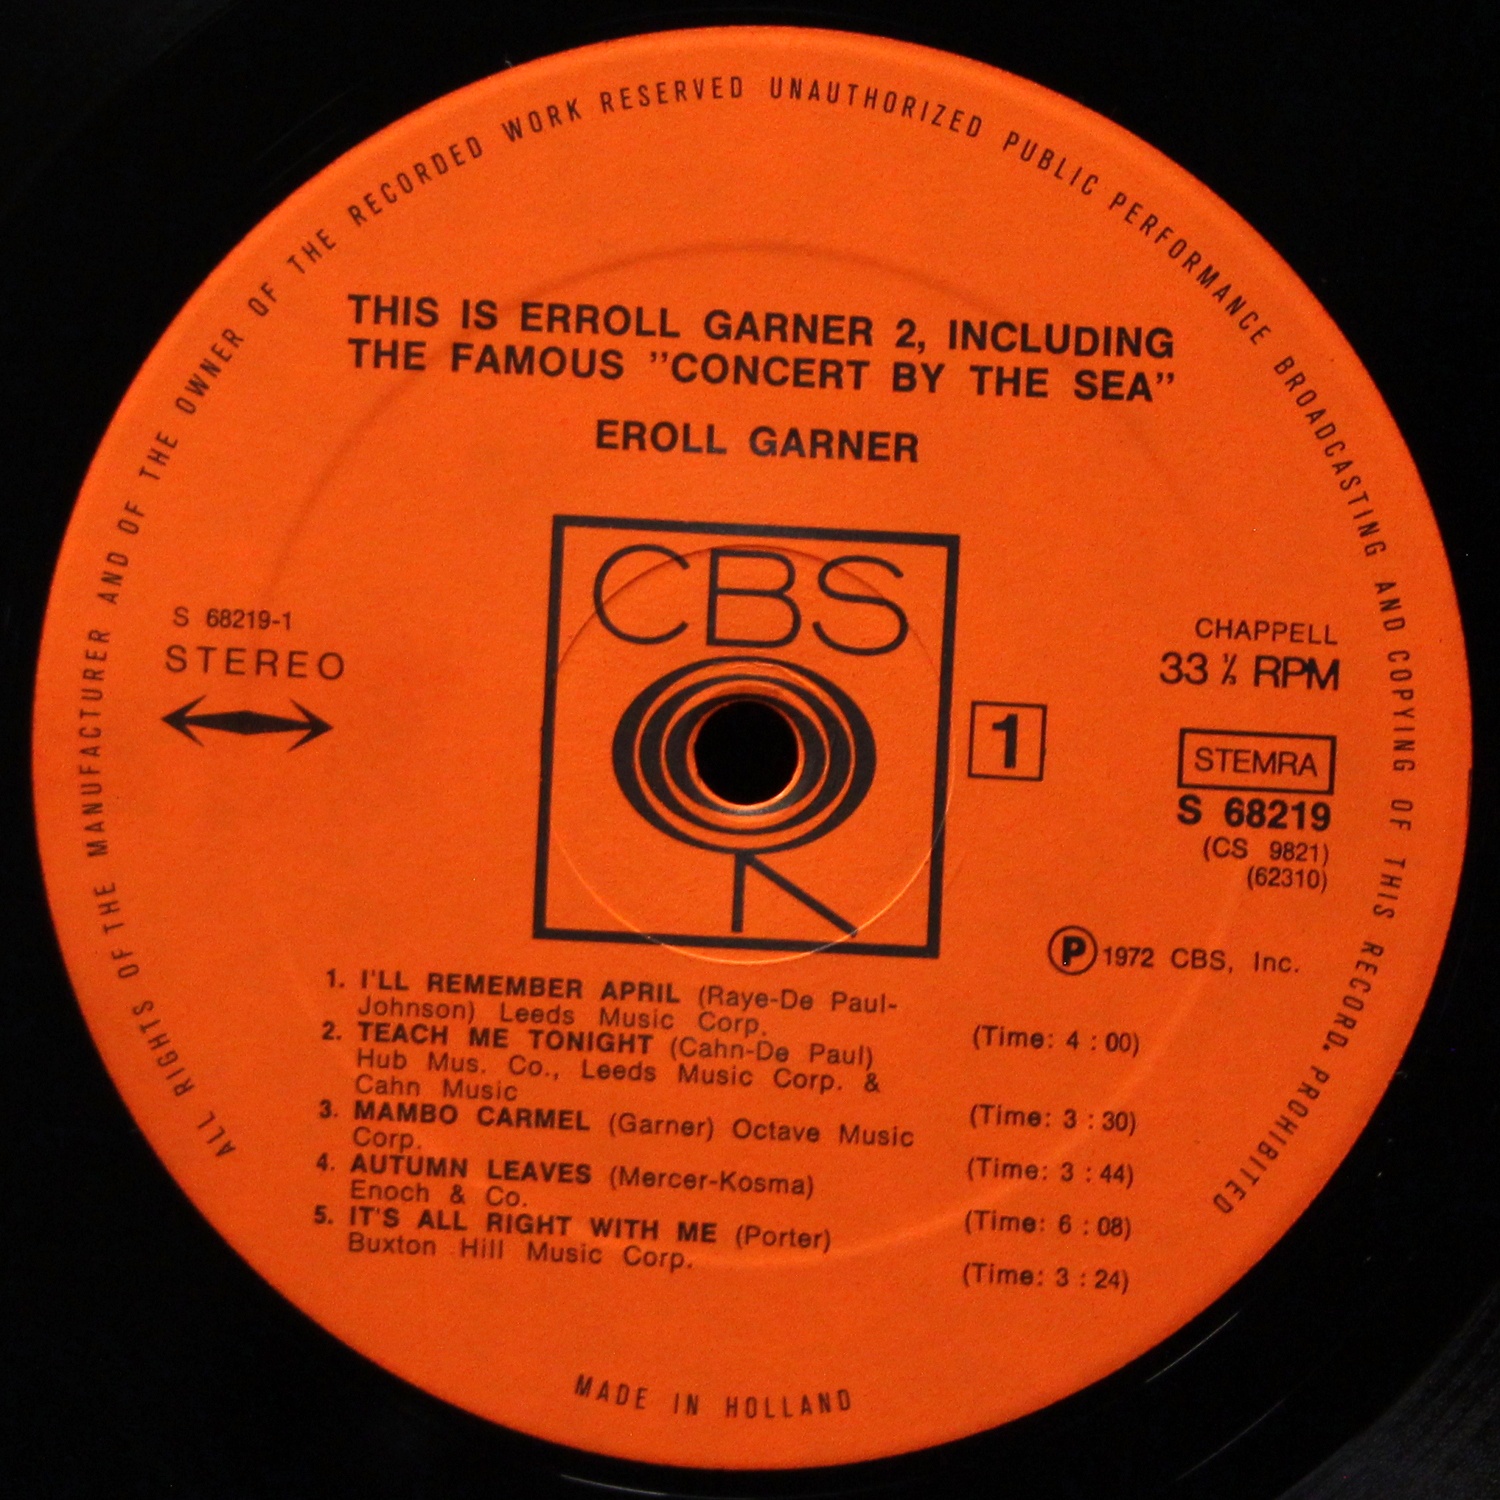 ALL RIGHTS OF THE MANUFACTURER AND OF THE OWNER OF THE RECORDED WORK RESERVED UNAUTHORIZED PUBLIC PERFORMANCE BROADCASTING AND COPYING OF THIS RECORD. PROHIBITED
THIS IS ERROLL GARNER 2, INCLUDING
THE FAMOUS "CONCERT BY THE SEA"
EROLL GARNER
CBS
S 68219-1
STEREO
1
CHAPPELL
33 ⅓ RPM
STEMRA
S 68219
(CS 9821)
(62310)
Ⓟ 1972 CBS, Inc.
1. I'LL REMEMBER APRIL (Raye-De Paul-
Johnson) Leeds Music Corp. (Time: 4 : 00)
2. TEACH ME TONIGHT (Cahn-De Paul)
Hub Mus. Co., Leeds Music Corp. &
Cahn Music (Time: 3 : 30)
3. MAMBO CARMEL (Garner) Octave Music
Corp. (Time: 3 : 44)
4. AUTUMN LEAVES (Mercer-Kosma)
Enoch & Co. (Time: 6 : 08)
5. IT'S ALL RIGHT WITH ME (Porter)
Buxton Hill Music Corp. (Time: 3 : 24)
MADE IN HOLLAND